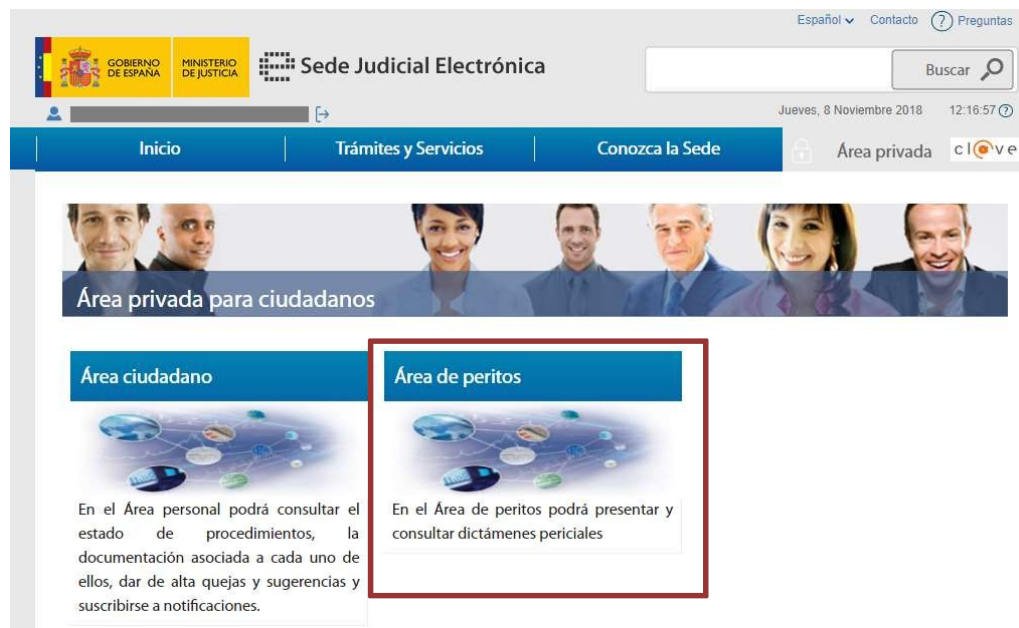 Español Contacto ? Preguntas
GOBIERNO DE ESPAÑA
MINISTERIO DE JUSTICIA
Sede Judicial Electrónica
Buscar
Jueves, 8 Noviembre 2018 12:16:57 ?
Inicio Trámites y Servicios Conozca la Sede Área privada cl@ve
Área privada para ciudadanos
Área ciudadano
En el Área personal podrá consultar el
estado de procedimientos, la
documentación asociada a cada uno de
ellos, dar de alta quejas y sugerencias y
suscribirse a notificaciones.
Área de peritos
En el Área de peritos podrá presentar y
consultar dictámenes periciales